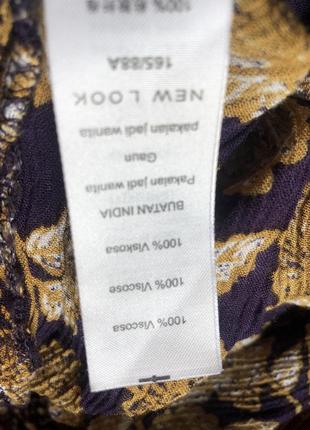 100% Viscosa
100% Viscose
100% Viskosa
BUATAN INDIA
Pakaian jadi wanita
Gaun
pakaian jadi wanita
NEW LOOK
165/88A
100%